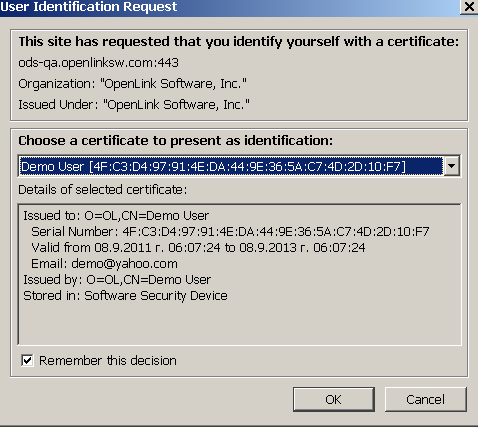 User Identification Request
This site has requested that you identify yourself with a certificate:
ods-qa.openlinksw.com:443
Organization: "OpenLink Software, Inc."
Issued Under: "OpenLink Software, Inc."
Choose a certificate to present as identification:
Demo User [4F:C3:D4:97:91:4E:DA:44:9E:36:5A:C7:4D:2D:10:F7]
Details of selected certificate:
Issued to: O=OL,CN=Demo User
Serial Number: 4F:C3:D4:97:91:4E:DA:44:9E:36:5A:C7:4D:2D:10:F7
Valid from 08.9.2011 г. 06:07:24 to 08.9.2013 г. 06:07:24
Email: demo@yahoo.com
Issued by: O=OL,CN=Demo User
Stored in: Software Security Device
Remember this decision
OK Cancel